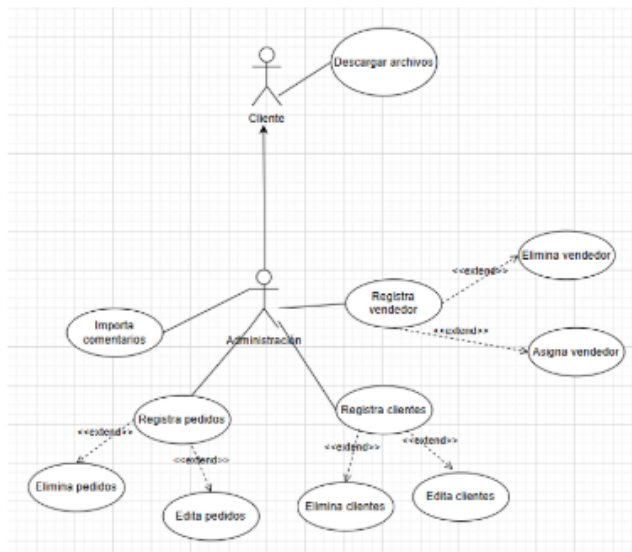 Descargar archivos
Cliente
Elimina vendedor
<<extend>>
Registra
vendedor
Importa
comentarios
Administración
<<extend>>
Asigna vendedor
Registra pedidos
Registra clientes
<<extend>>
<<extend>>
<<extend>>
<<extend>>
Elimina pedidos
Edita pedidos
Elimina clientes
Edita clientes